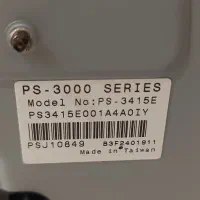 PS-3000 SERIES
Model No:PS-3415E
PS3415E001A4A0IY
PSJ10849 83F2401911
Made in Taiwan